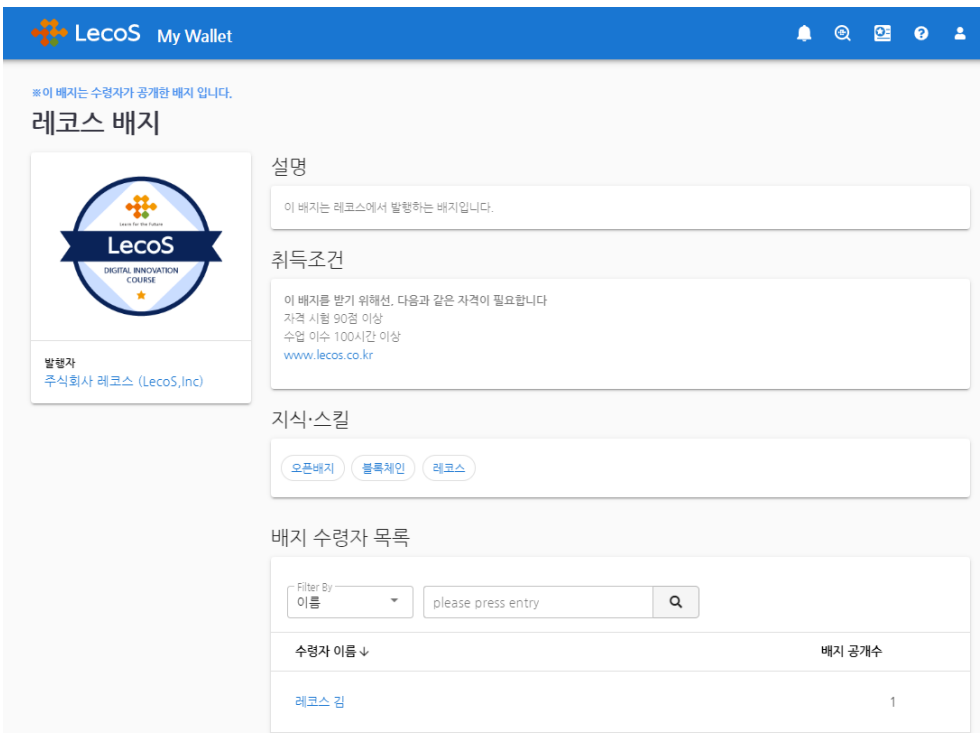 LecoS My Wallet
※이 배지는 수령자가 공개한 배지 입니다.
레코스 배지
Learn for the Future
LecoS
DIGITAL INNOVATION
COURSE
발행자
주식회사 레코스 (LecoS,Inc)
설명
이 배지는 레코스에서 발행하는 배지입니다.
취득조건
이 배지를 받기 위해선, 다음과 같은 자격이 필요합니다
자격 시험 90점 이상
수업 이수 100시간 이상
www.lecos.co.kr
지식·스킬
오픈배지 블록체인 레코스
배지 수령자 목록
Filter By
이름 please press entry
수령자 이름↓ 배지 공개수
레코스 김 1